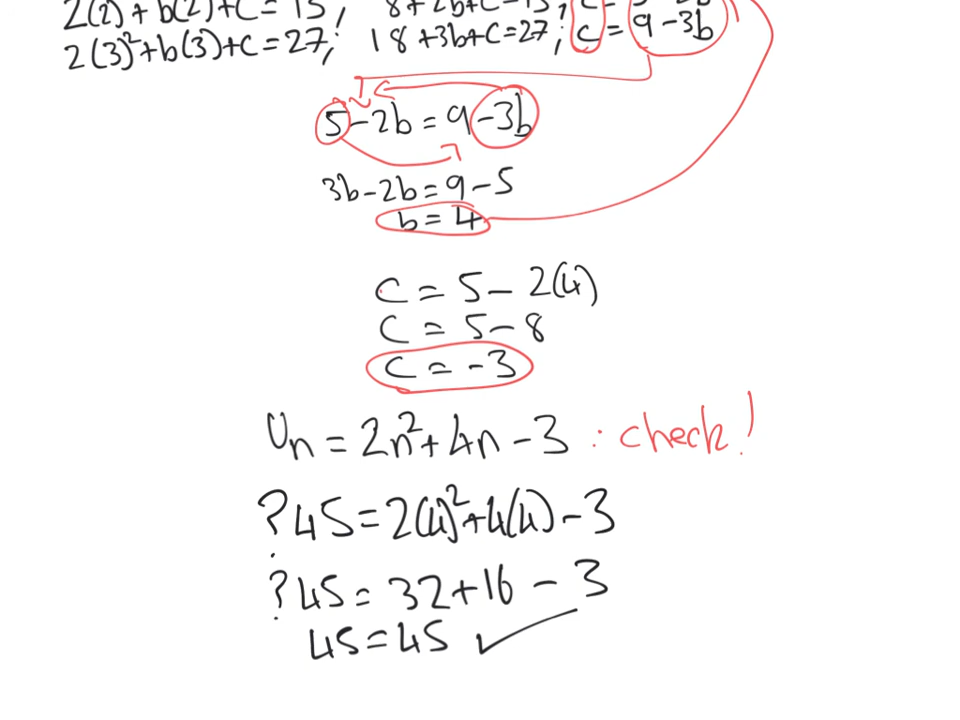 2(2)²+b(2)+c=13; 8+2b+c=13;
2(3)²+b(3)+c=27; 18+3b+c=27; c=9-3b
5-2b=9-3b
3b-2b=9-5
b=4
c=5-2(4)
c=5-8
c=-3
Un=2n²+4n-3 : check!
?45=2(4)²+4(4)-3
?45=32+16-3
45=45 ✓